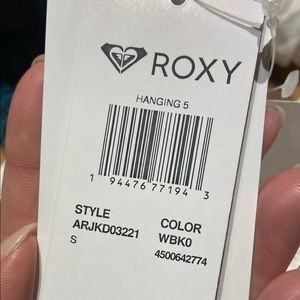 ROXY
HANGING 5
1 94476 77194 3
STYLE COLOR
ARJKD03221 WBK0
S 4500642774